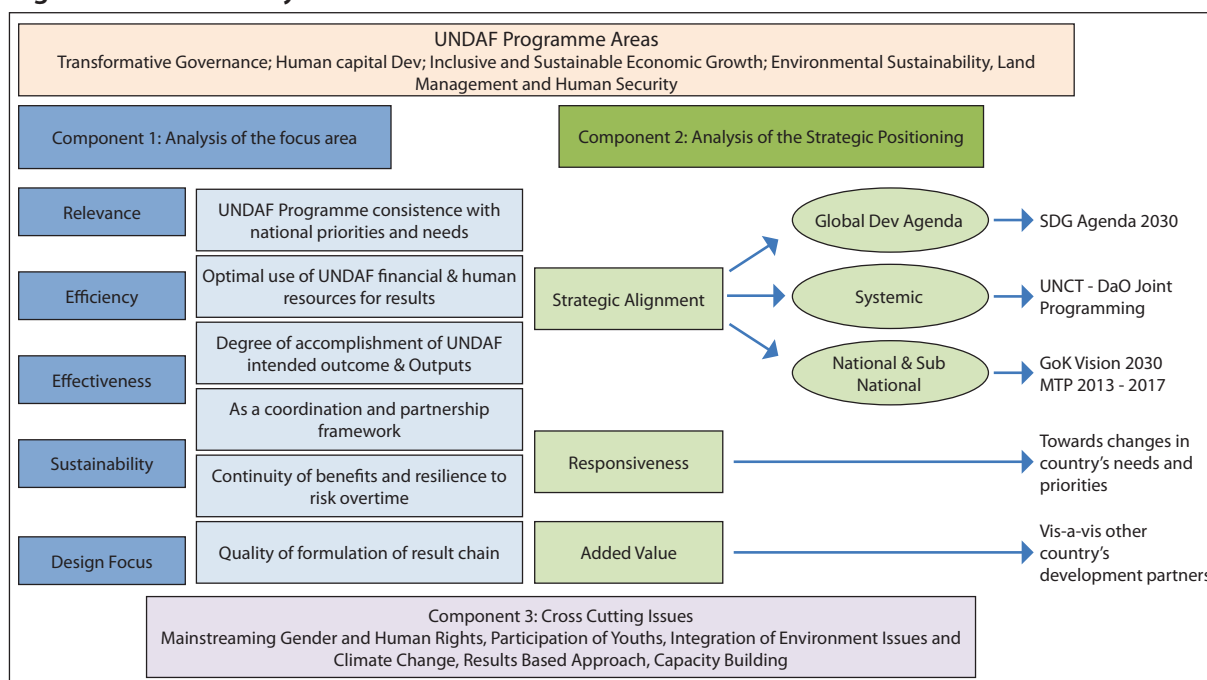 UNDAF Programme Areas
Transformative Governance; Human capital Dev; Inclusive and Sustainable Economic Growth; Environmental Sustainability, Land
Management and Human Security
Component 1: Analysis of the focus area
Component 2: Analysis of the Strategic Positioning
Relevance
UNDAF Programme consistence with
national priorities and needs
Efficiency
Optimal use of UNDAF financial & human
resources for results
Effectiveness
Degree of accomplishment of UNDAF
intended outcome & Outputs
As a coordination and partnership
framework
Sustainability
Continuity of benefits and resilience to
risk overtime
Design Focus
Quality of formulation of result chain
Strategic Alignment
Global Dev Agenda
SDG Agenda 2030
Systemic
UNCT - DaO Joint
Programming
National & Sub
National
GoK Vision 2030
MTP 2013 - 2017
Responsiveness
Towards changes in
country's needs and
priorities
Added Value
Vis-a-vis other
country's
development partners
Component 3: Cross Cutting Issues
Mainstreaming Gender and Human Rights, Participation of Youths, Integration of Environment Issues and
Climate Change, Results Based Approach, Capacity Building